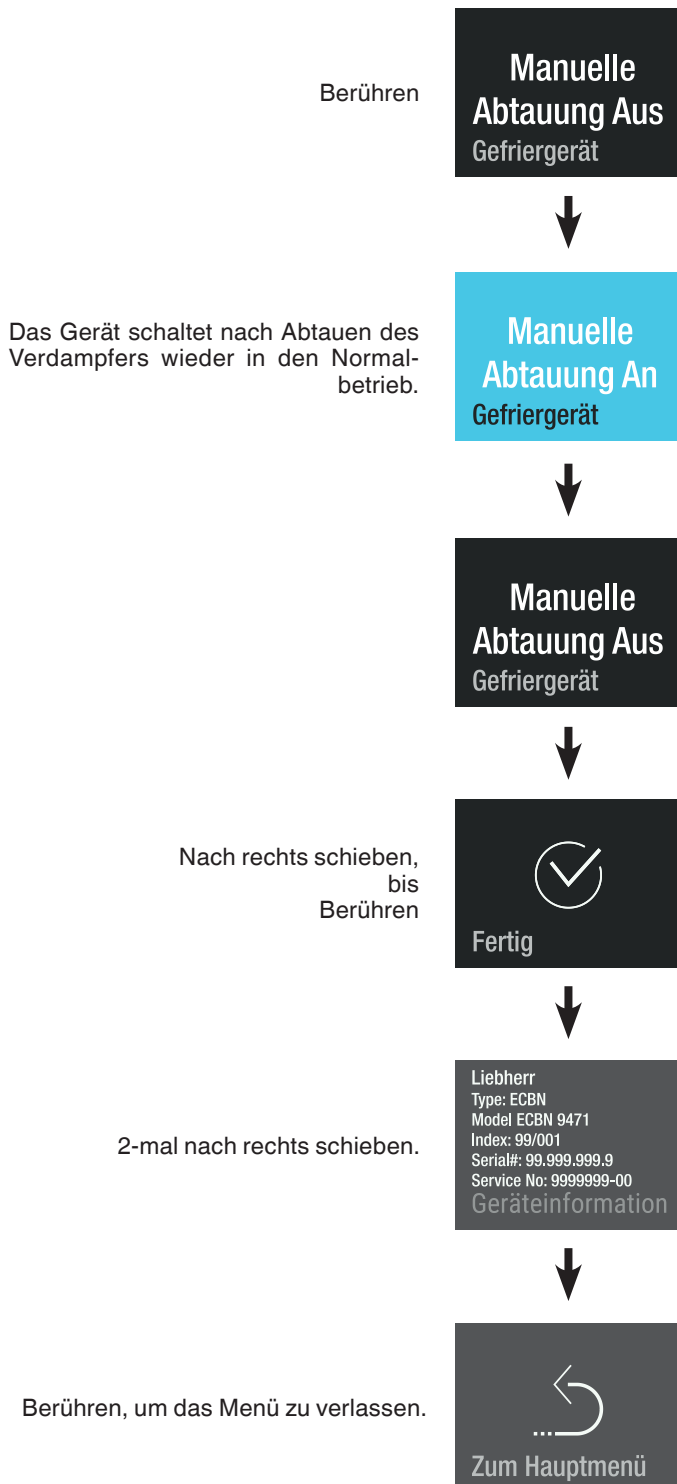 Berühren
Manuelle
Abtauung Aus
Gefriergerät
Das Gerät schaltet nach Abtauen des
Verdampfers wieder in den Normal-
betrieb.
Manuelle
Abtauung An
Gefriergerät
Manuelle
Abtauung Aus
Gefriergerät
Nach rechts schieben,
bis
Berühren
Fertig
2-mal nach rechts schieben.
Liebherr
Type: ECBN
Model ECBN 9471
Index: 99/001
Serial#: 99.999.999.9
Service No: 9999999-00
Geräteinformation
Berühren, um das Menü zu verlassen.
Zum Hauptmenü